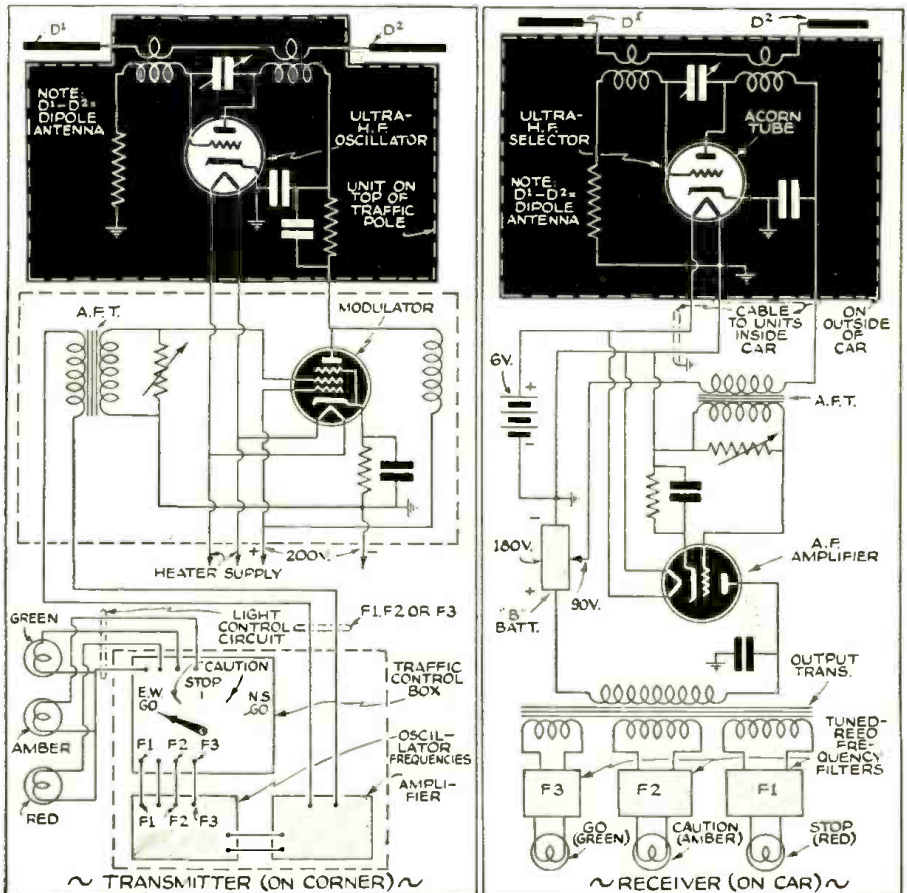 D¹
D²
NOTE:
D¹-D²=
DIPOLE
ANTENNA
ULTRA-
H.F.
OSCILLATOR
UNIT ON
TOP OF
TRAFFIC
POLE
A.F.T.
MODULATOR
+
200V.
-
HEATER SUPPLY
GREEN
LIGHT
CONTROL
CIRCUIT
F1, F2 OR F3
CAUTION
STOP
E.W.
GO
N.S.
GO
TRAFFIC
CONTROL
BOX
AMBER
F1 F2 F3
OSCIL-
LATOR
FREQUENCIES
AMPLI-
FIER
RED
F1 F2 F3
~ TRANSMITTER (ON CORNER) ~
D¹
D²
ULTRA-
H.F.
SELECTOR
ACORN
TUBE
NOTE:
D¹-D²=
DIPOLE
ANTENNA
CABLE
TO UNITS
INSIDE
CAR
ON
OUTSIDE
OF
CAR
6V.
+
-
A.F.T.
-
180V.
+
90V.
"B"
BATT.
A.F.
AMPLIFIER
OUTPUT
TRANS.
TUNED-
REED
FRE-
QUENCY
FILTERS
F3
F2
F1
GO
(GREEN)
CAUTION
(AMBER)
STOP
(RED)
~ RECEIVER (ON CAR) ~